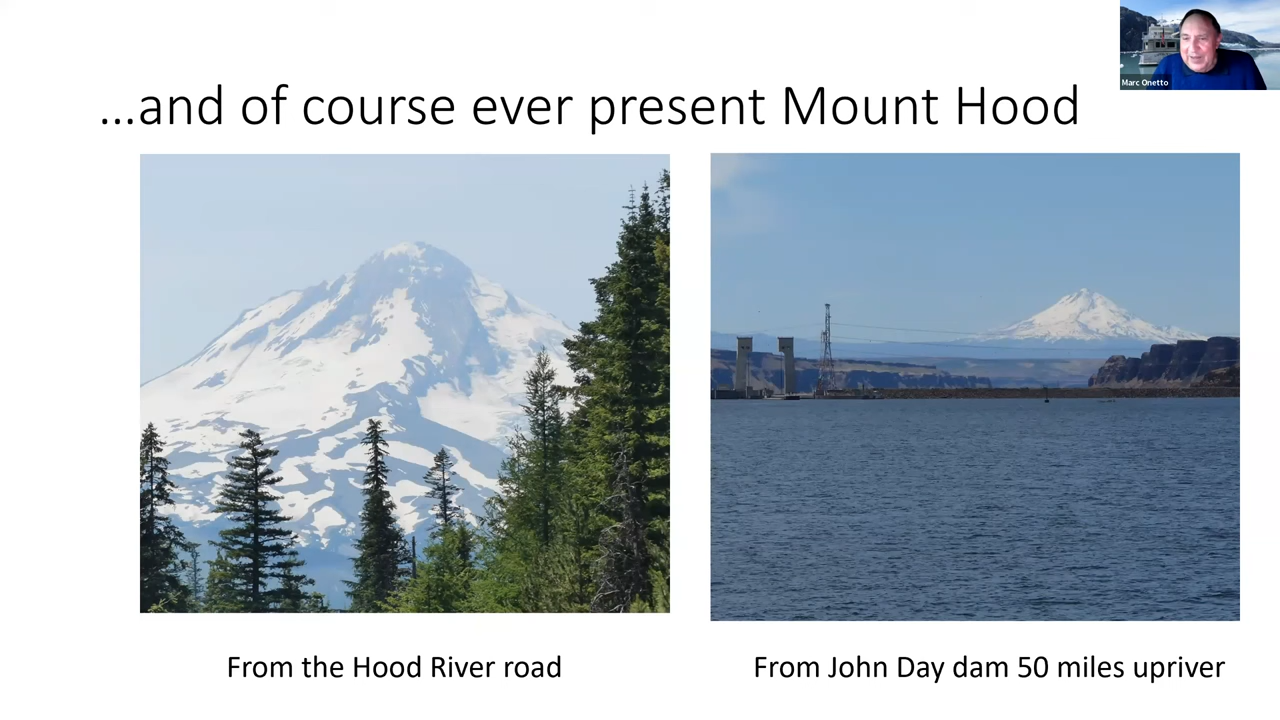 Marc Onetto
...and of course ever present Mount Hood
From the Hood River road
From John Day dam 50 miles upriver